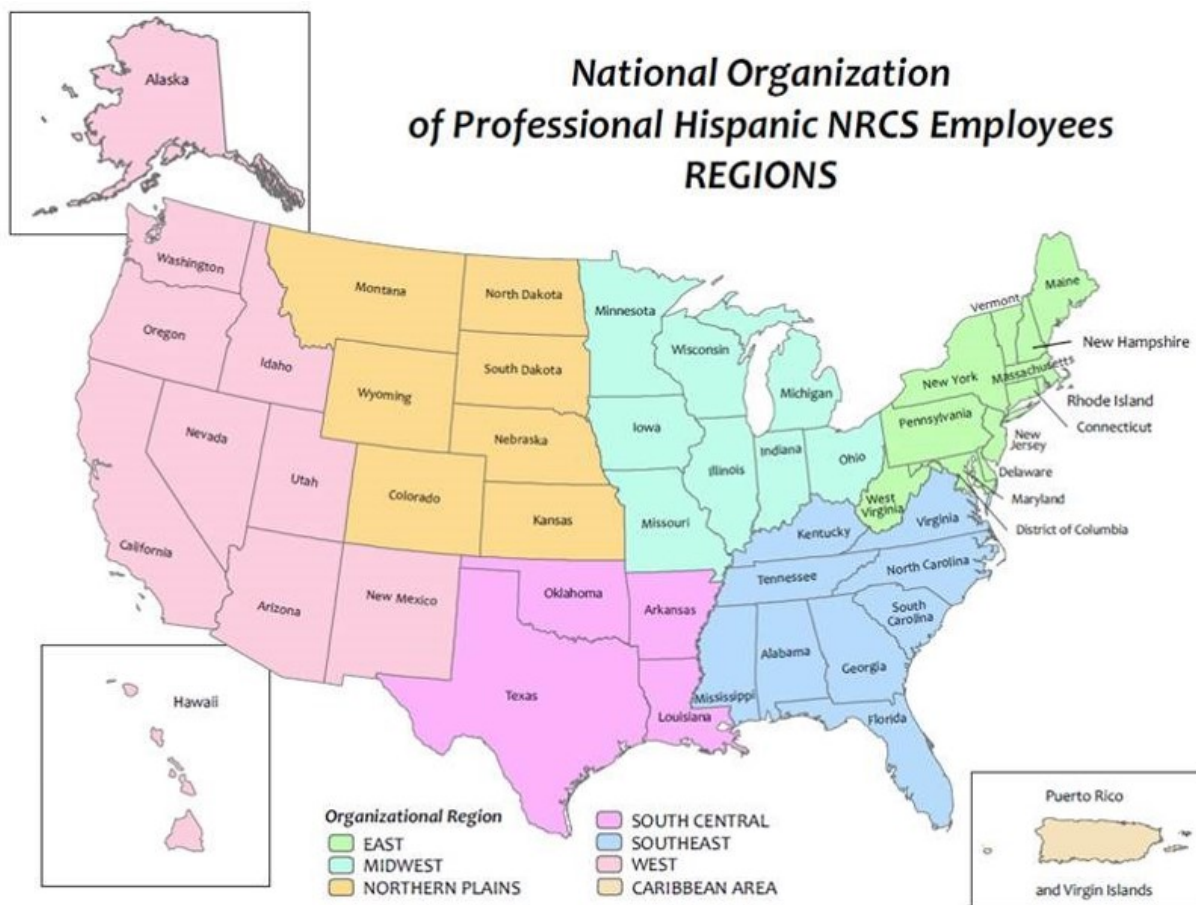 National Organization
of Professional Hispanic NRCS Employees
REGIONS
Alaska
Washington
Oregon
Idaho
Montana
North Dakota
South Dakota
Wyoming
Nebraska
Nevada
Utah
Colorado
Kansas
California
Arizona
New Mexico
Minnesota
Wisconsin
Michigan
Iowa
Illinois
Indiana
Ohio
Missouri
Maine
Vermont
New Hampshire
Massachusetts
New York
Rhode Island
Connecticut
Pennsylvania
New
Jersey
Delaware
Maryland
District of Columbia
West
Virginia
Virginia
Kentucky
North Carolina
Tennessee
South
Carolina
Oklahoma
Arkansas
Texas
Louisiana
Mississippi
Alabama
Georgia
Florida
Hawaii
Organizational Region
EAST
MIDWEST
NORTHERN PLAINS
SOUTH CENTRAL
SOUTHEAST
WEST
CARIBBEAN AREA
Puerto Rico
and Virgin Islands